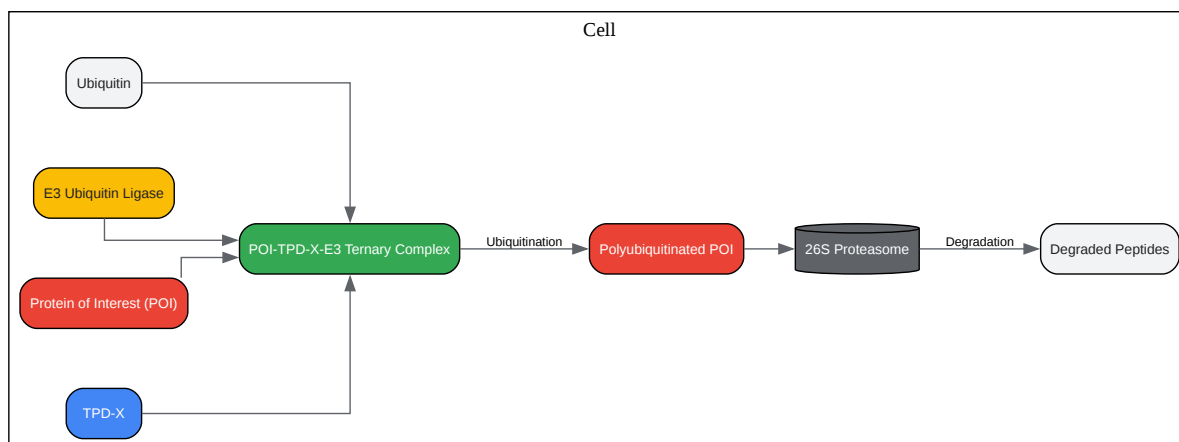 Cell
Ubiquitin
E3 Ubiquitin Ligase
POI-TPD-X-E3 Ternary Complex
Ubiquitination
Polyubiquitinated POI
26S Proteasome
Degradation
Degraded Peptides
Protein of Interest (POI)
TPD-X